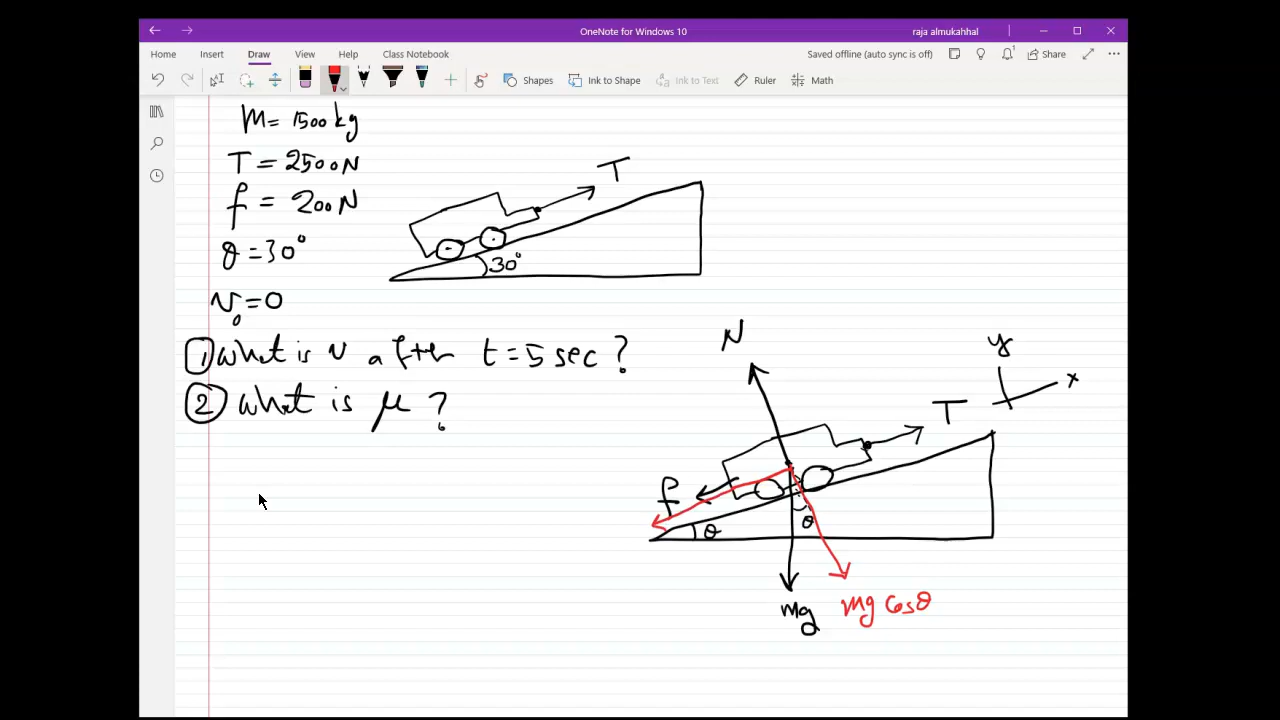 OneNote for Windows 10
raja almukahhal
Home Insert Draw View Help Class Notebook
Saved offline (auto sync is off)
Share
Shapes
Ink to Shape
Ink to Text
Ruler
Math
M = 1500 kg
T = 2500 N
f = 200 N
θ = 30°
v₀ = 0
T
30°
① What is v after t = 5 sec ?
② What is μ ?
N
y
x
T
f
θ
θ
mg
mg cosθ